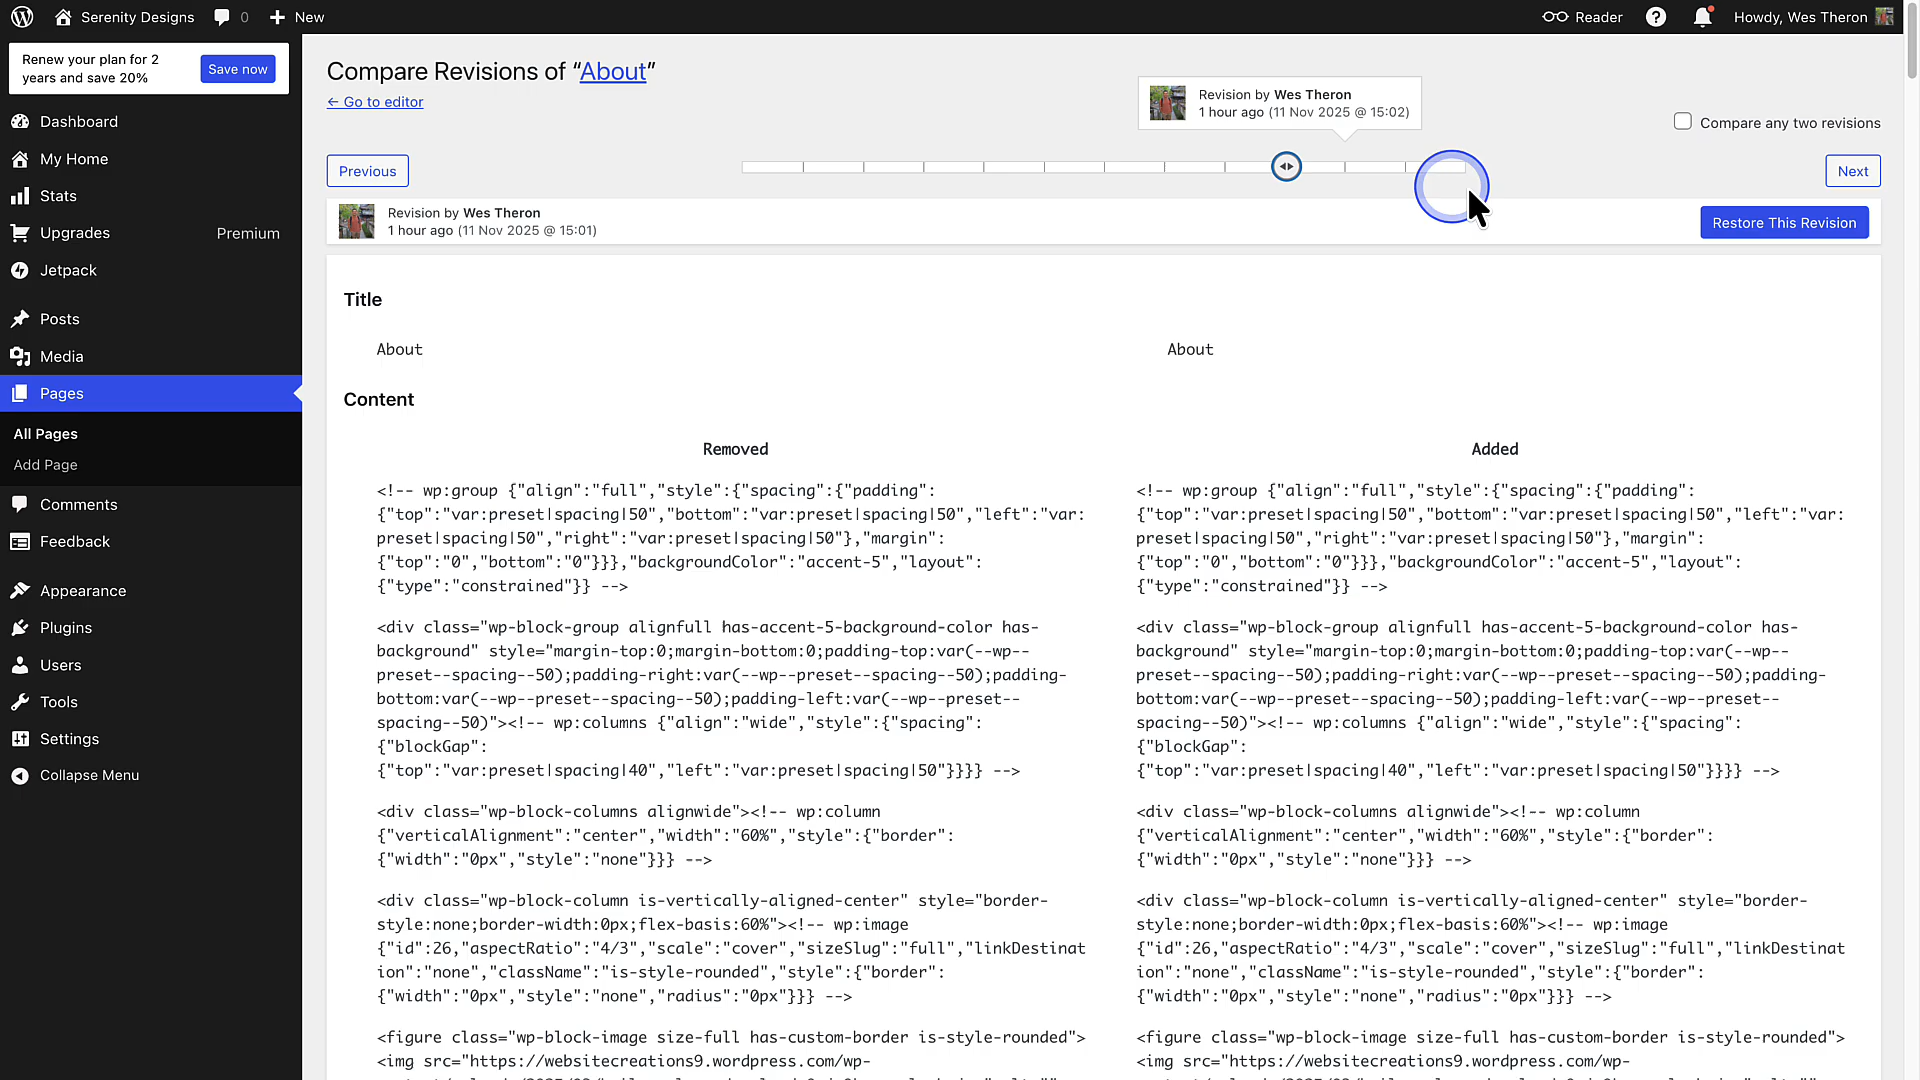 Serenity Designs
0
New
Reader
Howdy, Wes Theron
Renew your plan for 2
years and save 20%
Save now
Dashboard
My Home
Stats
Upgrades
Premium
Jetpack
Posts
Media
Pages
All Pages
Add Page
Comments
Feedback
Appearance
Plugins
Users
Tools
Settings
Collapse Menu
Compare Revisions of “About”
← Go to editor
Revision by Wes Theron
1 hour ago (11 Nov 2025 @ 15:02)
Compare any two revisions
Previous
Next
Revision by Wes Theron
1 hour ago (11 Nov 2025 @ 15:01)
Restore This Revision
Title
About
About
Content
Removed
<!-- wp:group {"align":"full","style":{"spacing":{"padding":
{"top":"var:preset|spacing|50","bottom":"var:preset|spacing|50","left":"var:
preset|spacing|50","right":"var:preset|spacing|50"},"margin":
{"top":"0","bottom":"0"}}},"backgroundColor":"accent-5","layout":
{"type":"constrained"}} -->
<div class="wp-block-group alignfull has-accent-5-background-color has-
background" style="margin-top:0;margin-bottom:0;padding-top:var(--wp--
preset--spacing--50);padding-right:var(--wp--preset--spacing--50);padding-
bottom:var(--wp--preset--spacing--50);padding-left:var(--wp--preset--
spacing--50)"><!-- wp:columns {"align":"wide","style":{"spacing":
{"blockGap":
{"top":"var:preset|spacing|40","left":"var:preset|spacing|50"}}}} -->
<div class="wp-block-columns alignwide"><!-- wp:column
{"verticalAlignment":"center","width":"60%","style":{"border":
{"width":"0px","style":"none"}}} -->
<div class="wp-block-column is-vertically-aligned-center" style="border-
style:none;border-width:0px;flex-basis:60%"><!-- wp:image
{"id":26,"aspectRatio":"4/3","scale":"cover","sizeSlug":"full","linkDestinat
ion":"none","className":"is-style-rounded","style":{"border":
{"width":"0px","style":"none","radius":"0px"}}} -->
<figure class="wp-block-image size-full has-custom-border is-style-rounded">
<img src="https://websitecreations9.wordpress.com/wp-
Added
<!-- wp:group {"align":"full","style":{"spacing":{"padding":
{"top":"var:preset|spacing|50","bottom":"var:preset|spacing|50","left":"var:
preset|spacing|50","right":"var:preset|spacing|50"},"margin":
{"top":"0","bottom":"0"}}},"backgroundColor":"accent-5","layout":
{"type":"constrained"}} -->
<div class="wp-block-group alignfull has-accent-5-background-color has-
background" style="margin-top:0;margin-bottom:0;padding-top:var(--wp--
preset--spacing--50);padding-right:var(--wp--preset--spacing--50);padding-
bottom:var(--wp--preset--spacing--50);padding-left:var(--wp--preset--
spacing--50)"><!-- wp:columns {"align":"wide","style":{"spacing":
{"blockGap":
{"top":"var:preset|spacing|40","left":"var:preset|spacing|50"}}}} -->
<div class="wp-block-columns alignwide"><!-- wp:column
{"verticalAlignment":"center","width":"60%","style":{"border":
{"width":"0px","style":"none"}}} -->
<div class="wp-block-column is-vertically-aligned-center" style="border-
style:none;border-width:0px;flex-basis:60%"><!-- wp:image
{"id":26,"aspectRatio":"4/3","scale":"cover","sizeSlug":"full","linkDestinat
ion":"none","className":"is-style-rounded","style":{"border":
{"width":"0px","style":"none","radius":"0px"}}} -->
<figure class="wp-block-image size-full has-custom-border is-style-rounded">
<img src="https://websitecreations9.wordpress.com/wp-